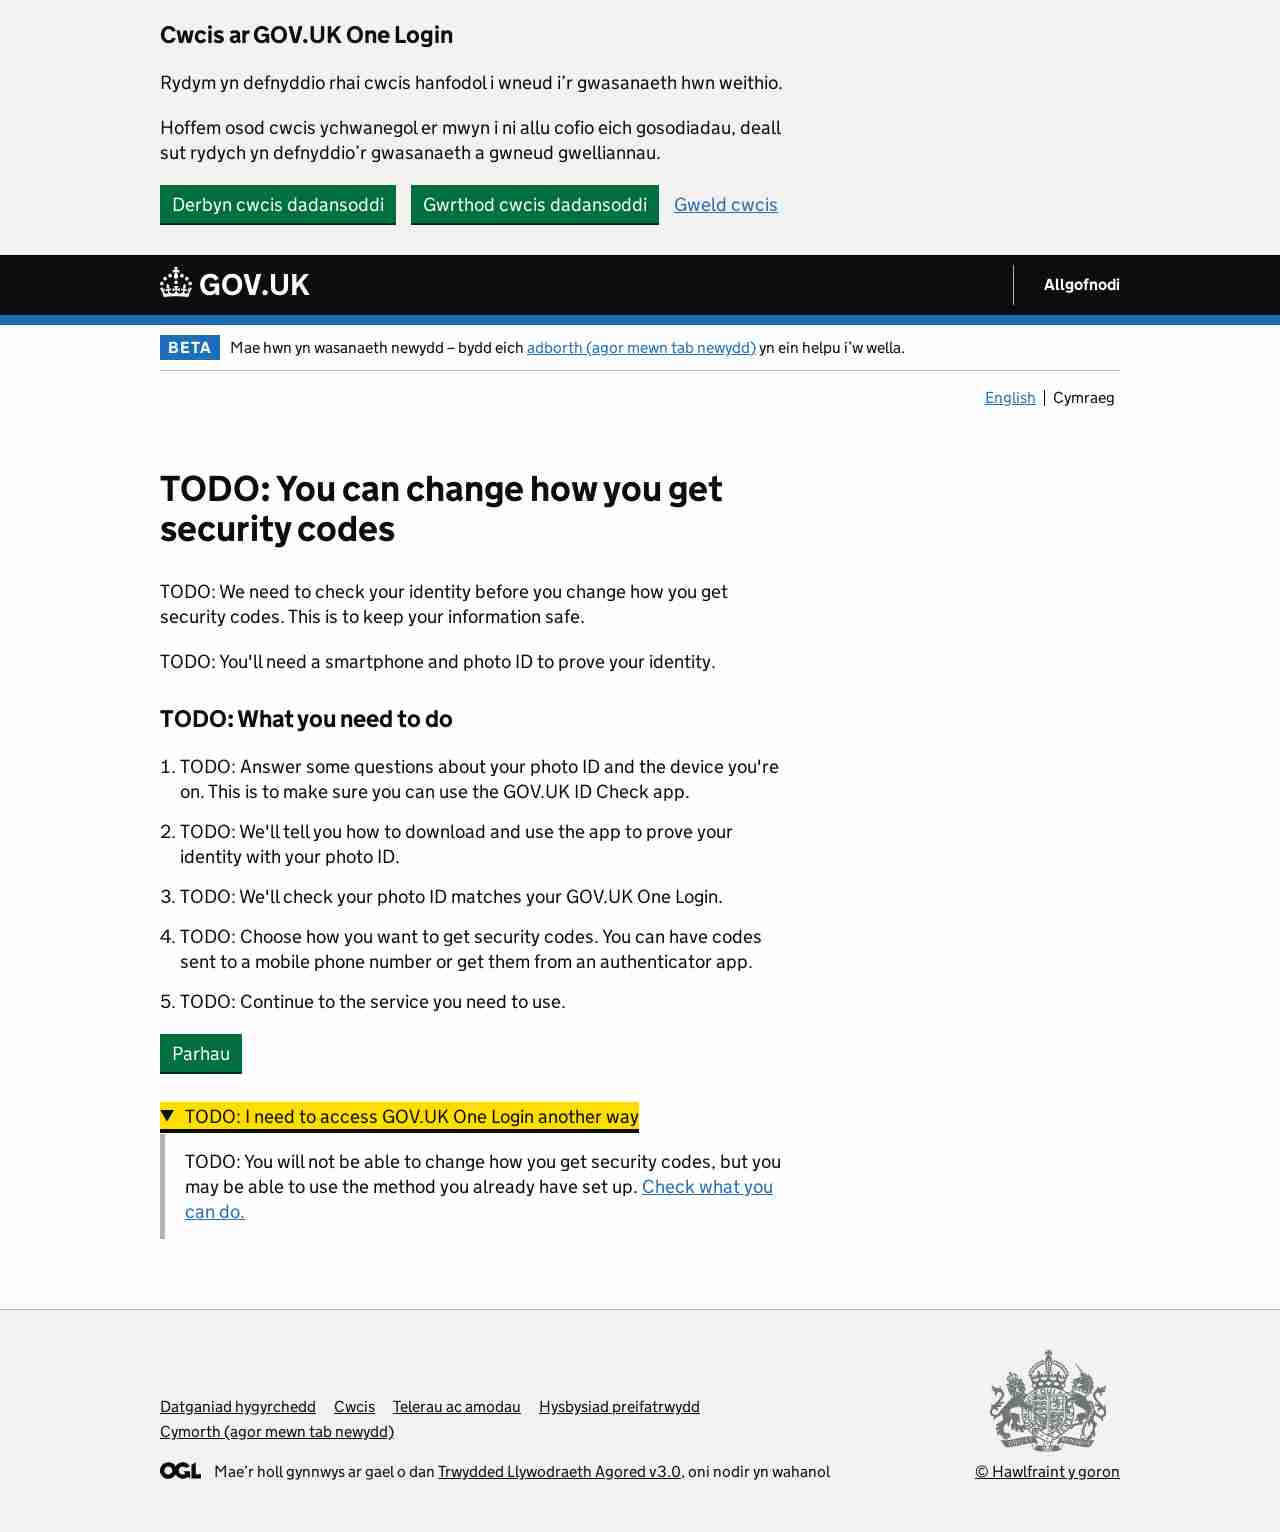 Cwcis ar GOV.UK One Login
Rydym yn defnyddio rhai cwcis hanfodol i wneud i’r gwasanaeth hwn weithio.
Hoffem osod cwcis ychwanegol er mwyn i ni allu cofio eich gosodiadau, deall
sut rydych yn defnyddio’r gwasanaeth a gwneud gwelliannau.
Derbyn cwcis dadansoddi Gwrthod cwcis dadansoddi Gweld cwcis
GOV.UK Allgofnodi
BETA Mae hwn yn wasanaeth newydd – bydd eich adborth (agor mewn tab newydd) yn ein helpu i’w wella.
English Cymraeg
TODO: You can change how you get
security codes
TODO: We need to check your identity before you change how you get
security codes. This is to keep your information safe.
TODO: You'll need a smartphone and photo ID to prove your identity.
TODO: What you need to do
1. TODO: Answer some questions about your photo ID and the device you're
on. This is to make sure you can use the GOV.UK ID Check app.
2. TODO: We'll tell you how to download and use the app to prove your
identity with your photo ID.
3. TODO: We'll check your photo ID matches your GOV.UK One Login.
4. TODO: Choose how you want to get security codes. You can have codes
sent to a mobile phone number or get them from an authenticator app.
5. TODO: Continue to the service you need to use.
Parhau
TODO: I need to access GOV.UK One Login another way
TODO: You will not be able to change how you get security codes, but you
may be able to use the method you already have set up. Check what you
can do.
Datganiad hygyrchedd Cwcis Telerau ac amodau Hysbysiad preifatrwydd
Cymorth (agor mewn tab newydd)
OGL Mae’r holl gynnwys ar gael o dan Trwydded Llywodraeth Agored v3.0, oni nodir yn wahanol
© Hawlfraint y goron